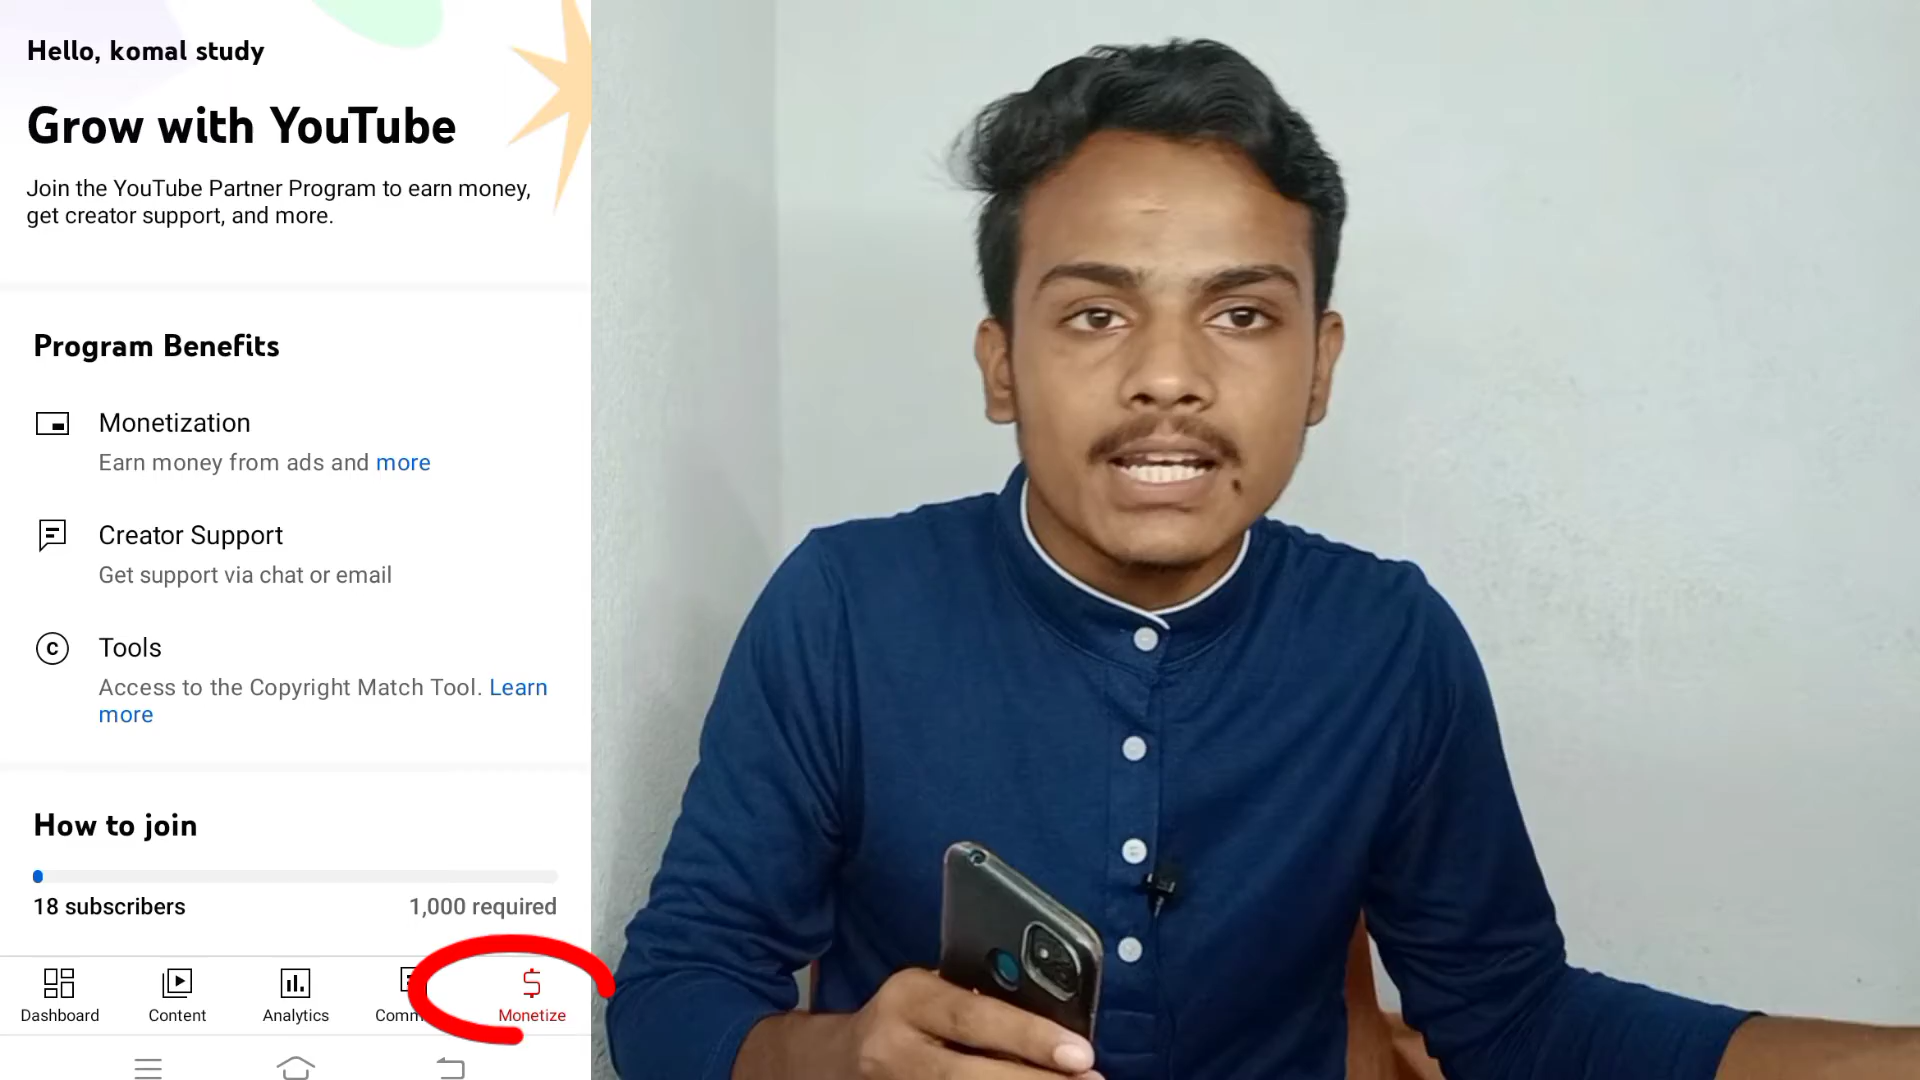 Hello, komal study
Grow with YouTube
Join the YouTube Partner Program to earn money,
get creator support, and more.
Program Benefits
Monetization
Earn money from ads and more
Creator Support
Get support via chat or email
Tools
Access to the Copyright Match Tool. Learn
more
How to join
18 subscribers 1,000 required
Dashboard Content Analytics Comm Monetize